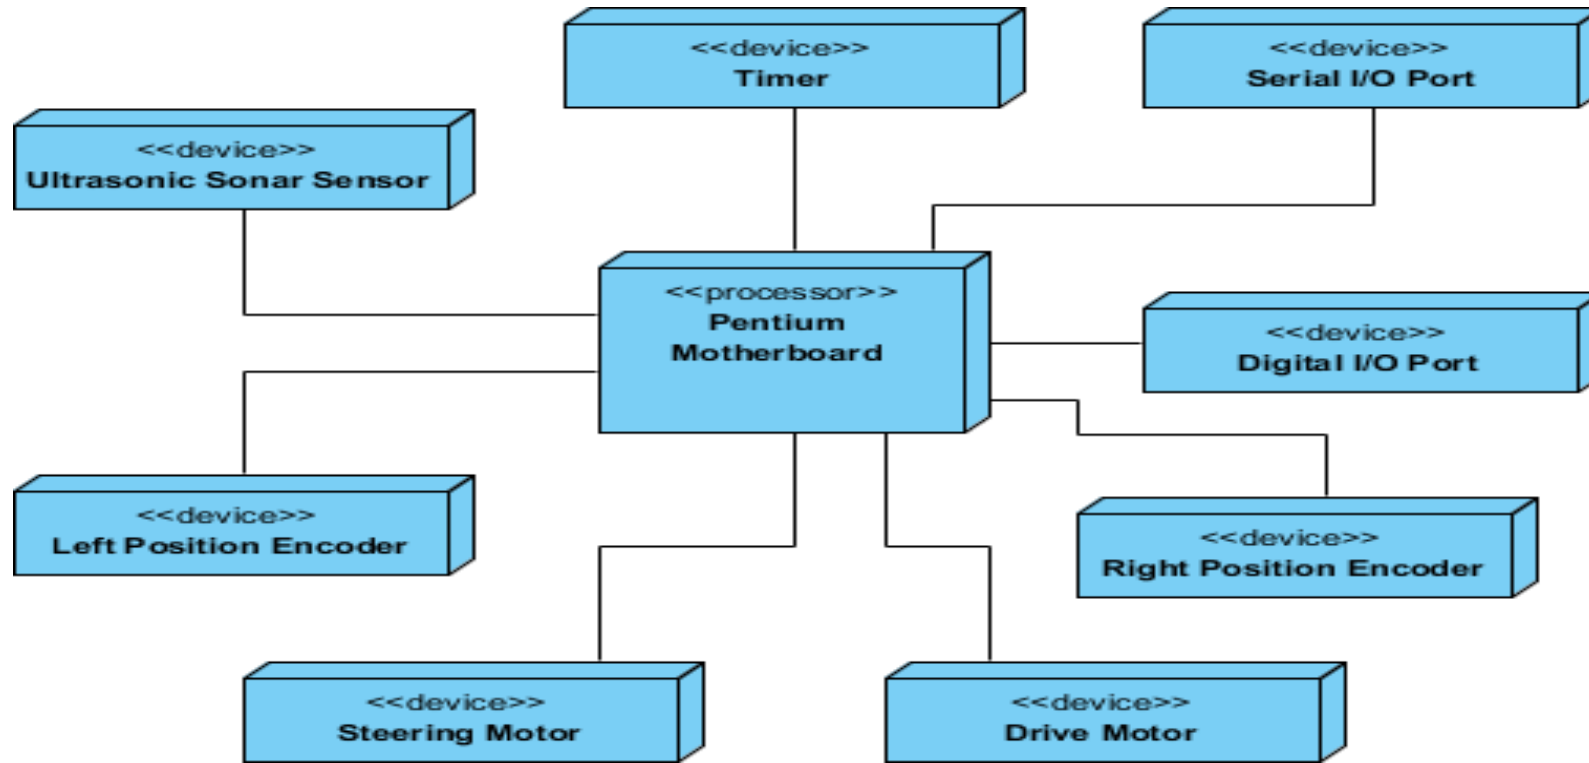 <<device>>
Timer
<<device>>
Serial I/O Port
<<device>>
Ultrasonic Sonar Sensor
<<processor>>
Pentium
Motherboard
<<device>>
Digital I/O Port
<<device>>
Left Position Encoder
<<device>>
Right Position Encoder
<<device>>
Steering Motor
<<device>>
Drive Motor